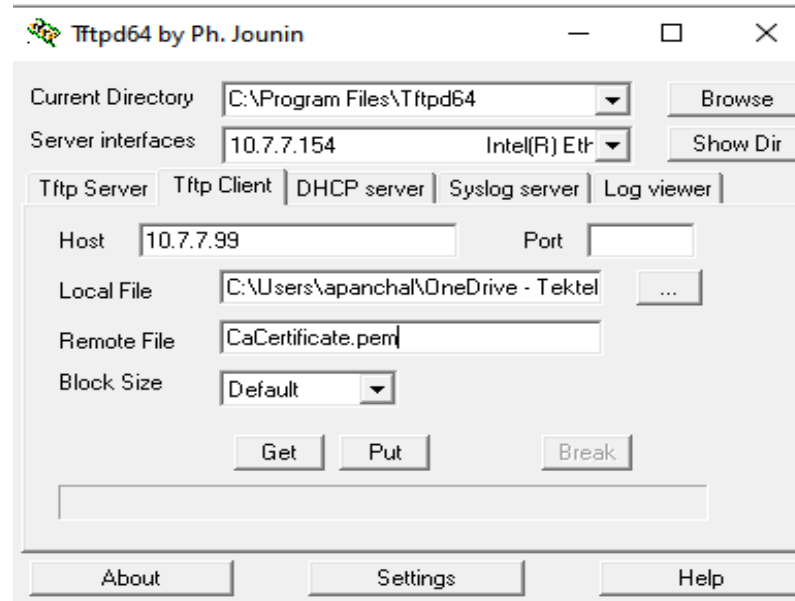 Tftpd64 by Ph. Jounin
Current Directory C:\Program Files\Tftpd64 Browse
Server interfaces 10.7.7.154 Intel(R) Eth Show Dir
Tftp Server Tftp Client DHCP server Syslog server Log viewer
Host 10.7.7.99 Port
Local File C:\Users\apanchal\OneDrive - Tektel ...
Remote File CaCertificate.pem
Block Size Default
Get Put Break
About Settings Help